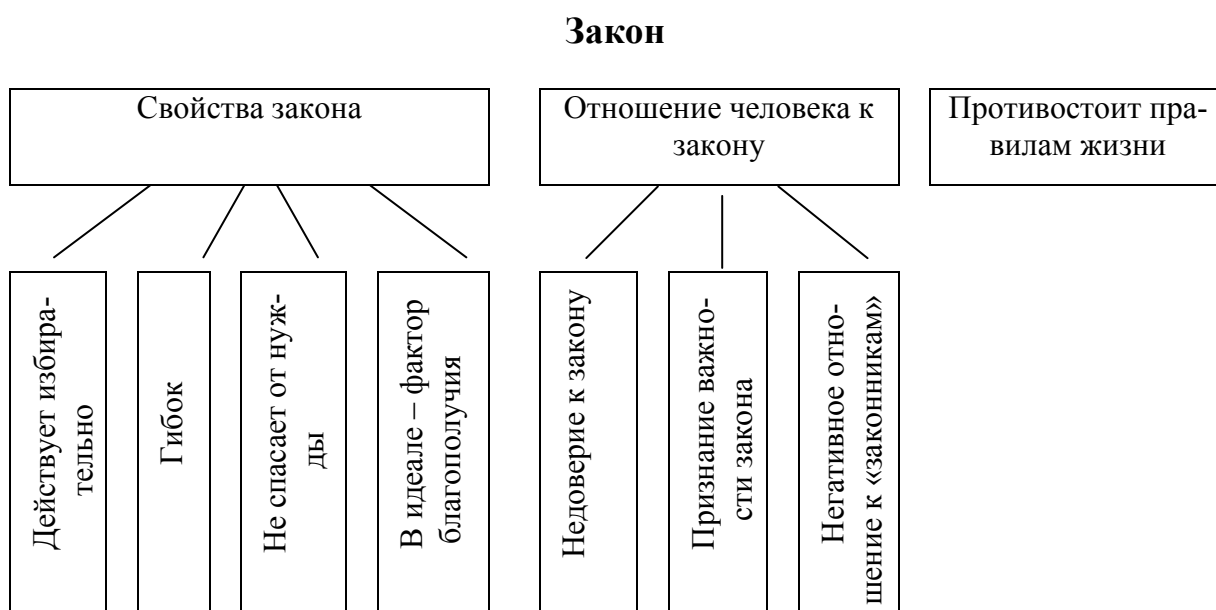 Закон
Свойства закона
Отношение человека к
закону
Противостоит пра-
вилам жизни
Действует избира-
тельно
Гибок
Не спасает от нуж-
ды
В идеале – фактор
благополучия
Недоверие к закону
Признание важно-
сти закона
Негативное отно-
шение к «законникам»